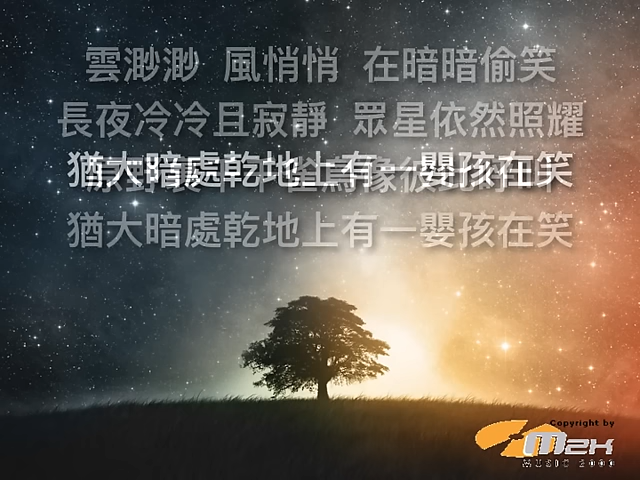 雲渺渺 風悄悄 在暗暗偷笑
長夜冷冷且寂靜 眾星依然照耀
猶大暗處乾地上有一嬰孩在笑
猶大暗處乾地上有一嬰孩在笑
Copyright by
M2K
MUSIC 2000